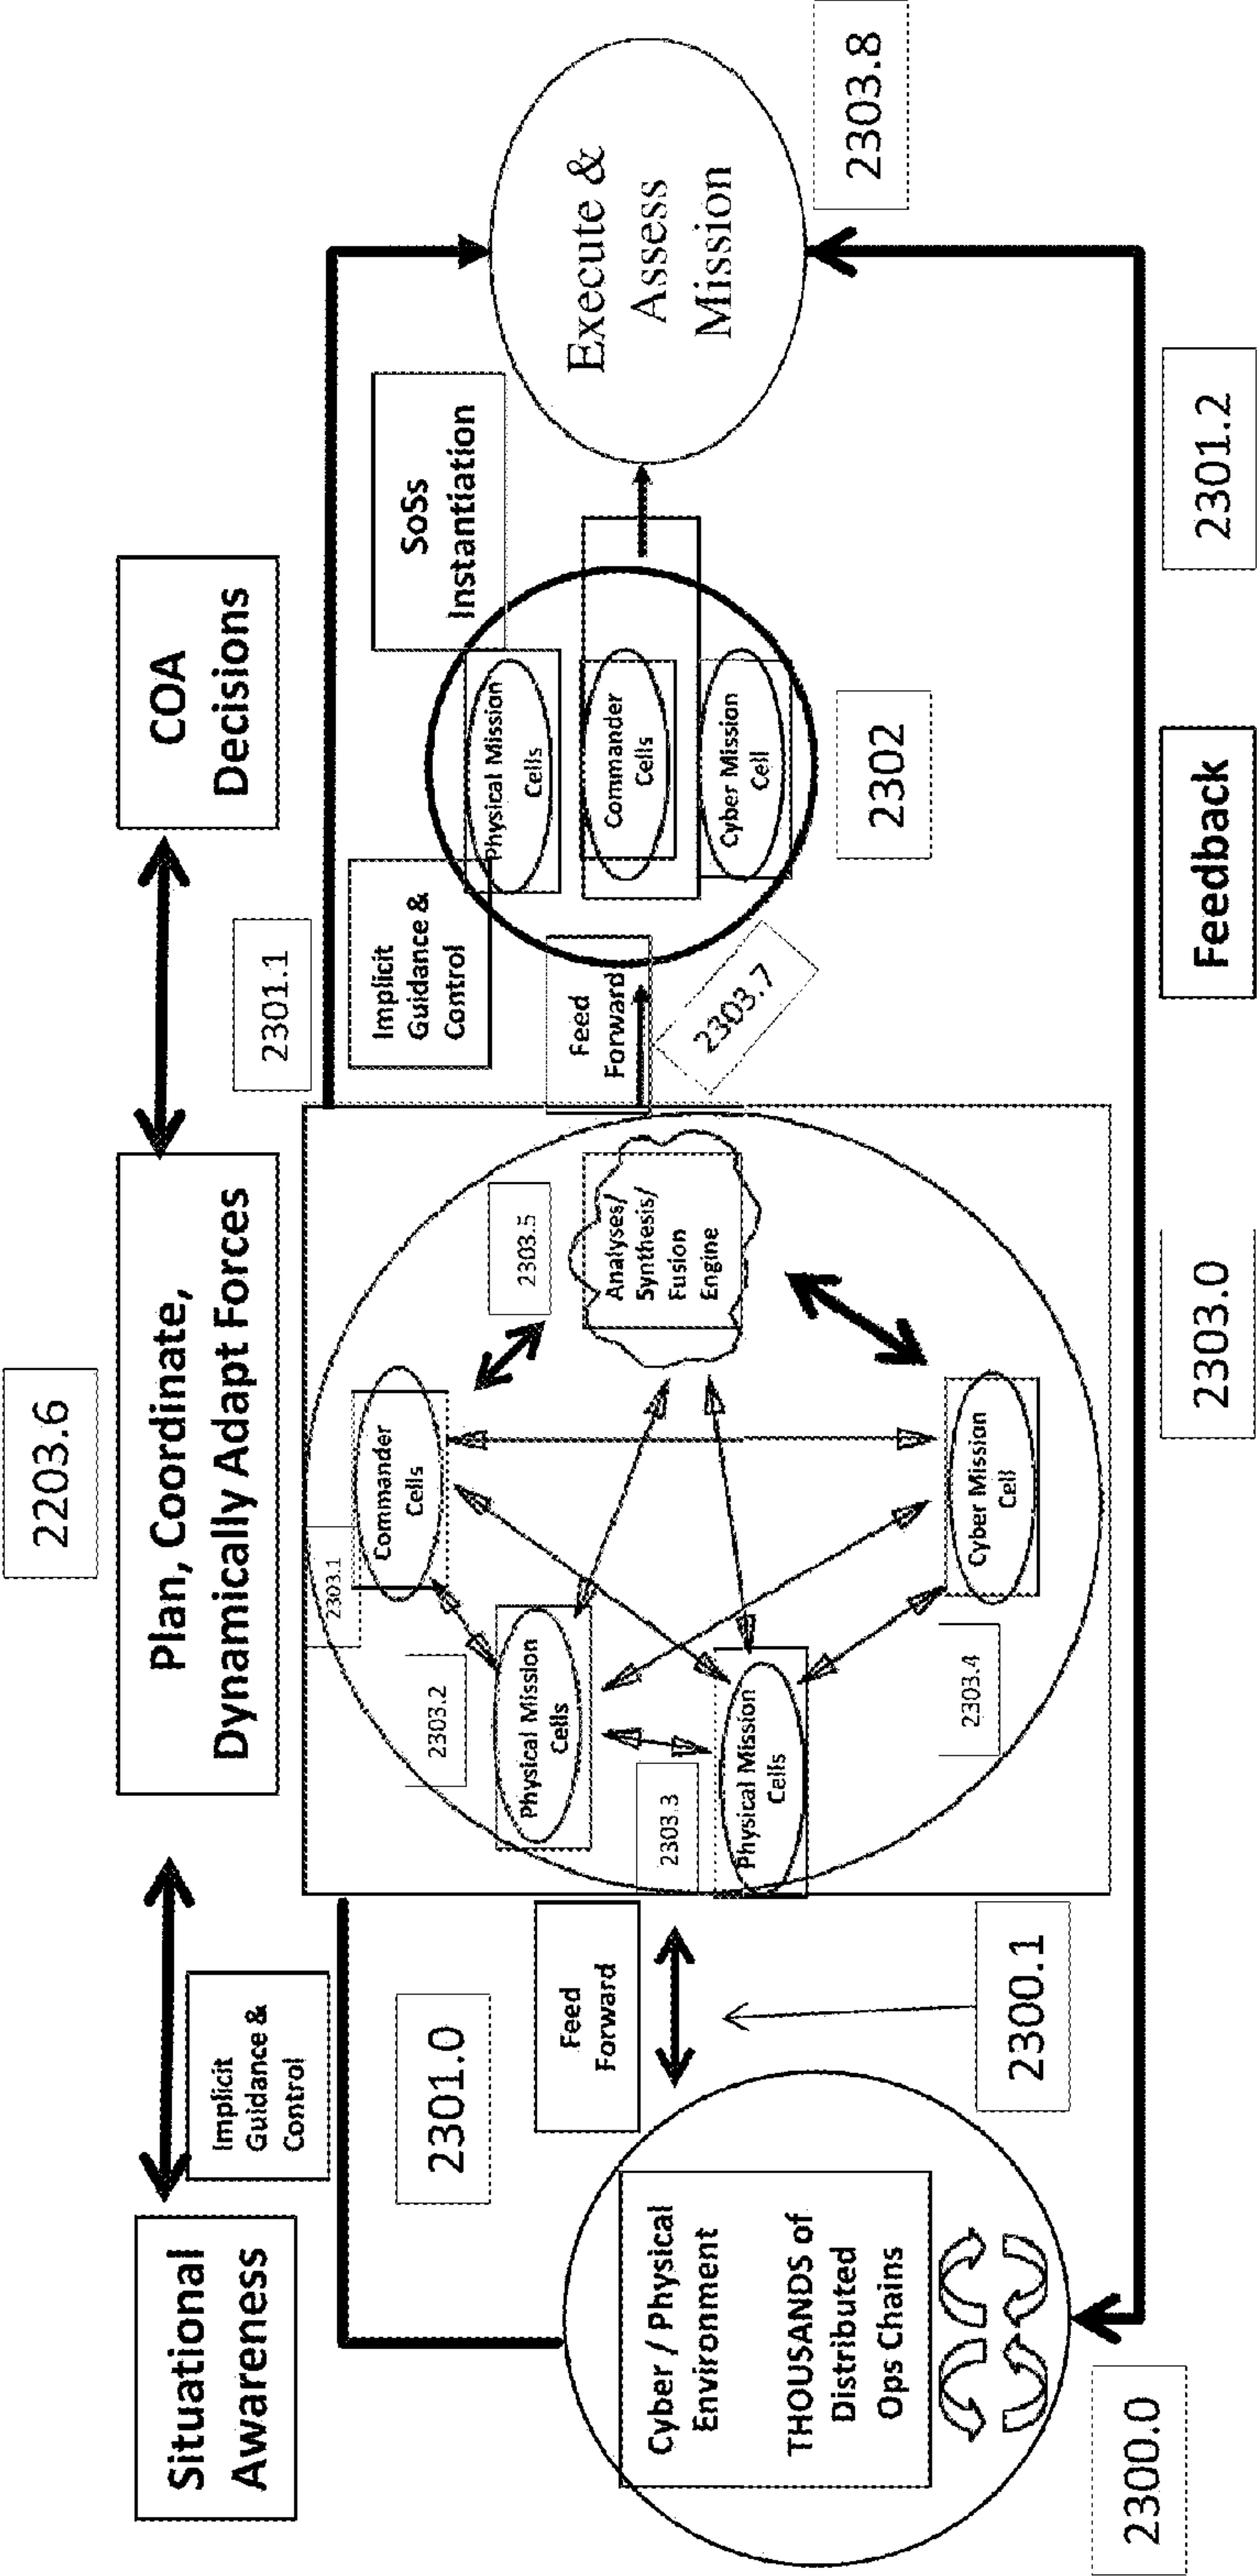 2203.6
Situational
Awareness
Plan, Coordinate,
Dynamically Adapt Forces
COA
Decisions
Implicit
Guidance &
Control
2301.0
2301.1
Feed
Forward
2300.1
Cyber / Physical
Environment
THOUSANDS of
Distributed
Ops Chains
2300.0
2303.1
Commander
Cells
2303.2
Physical Mission
Cells
2303.3
Physical Mission
Cells
2303.4
Cyber Mission
Cell
2303.5
Analyses/
Synthesis/
Fusion
Engine
Implicit
Guidance &
Control
Feed
Forward
2303.7
SoSs
Instantiation
Physical Mission
Cells
Commander
Cells
Cyber Mission
Cell
2302
Execute &
Assess
Mission
2303.8
2303.0
Feedback
2301.2